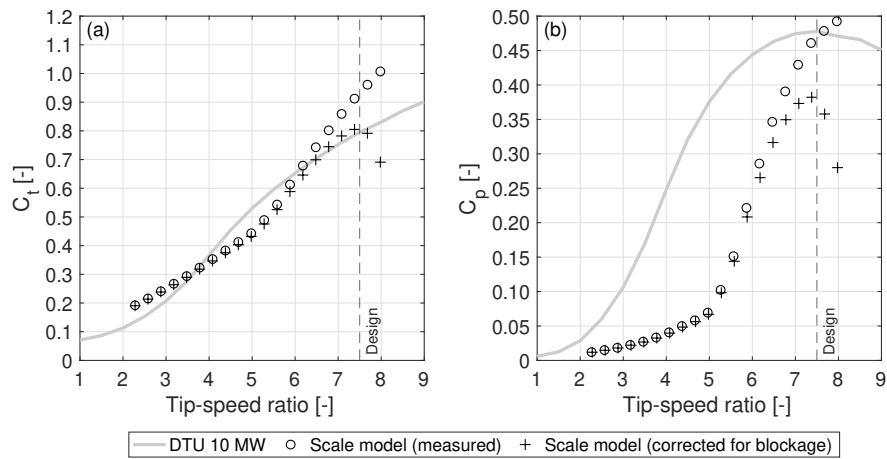 (a)
C_t [-]
1.2
1.1
1.0
0.9
0.8
0.7
0.6
0.5
0.4
0.3
0.2
0.1
0
1 2 3 4 5 6 7 8 9
Tip-speed ratio [-]
Design
(b)
C_p [-]
0.50
0.45
0.40
0.35
0.30
0.25
0.20
0.15
0.10
0.05
0
1 2 3 4 5 6 7 8 9
Tip-speed ratio [-]
Design
DTU 10 MW Scale model (measured) Scale model (corrected for blockage)